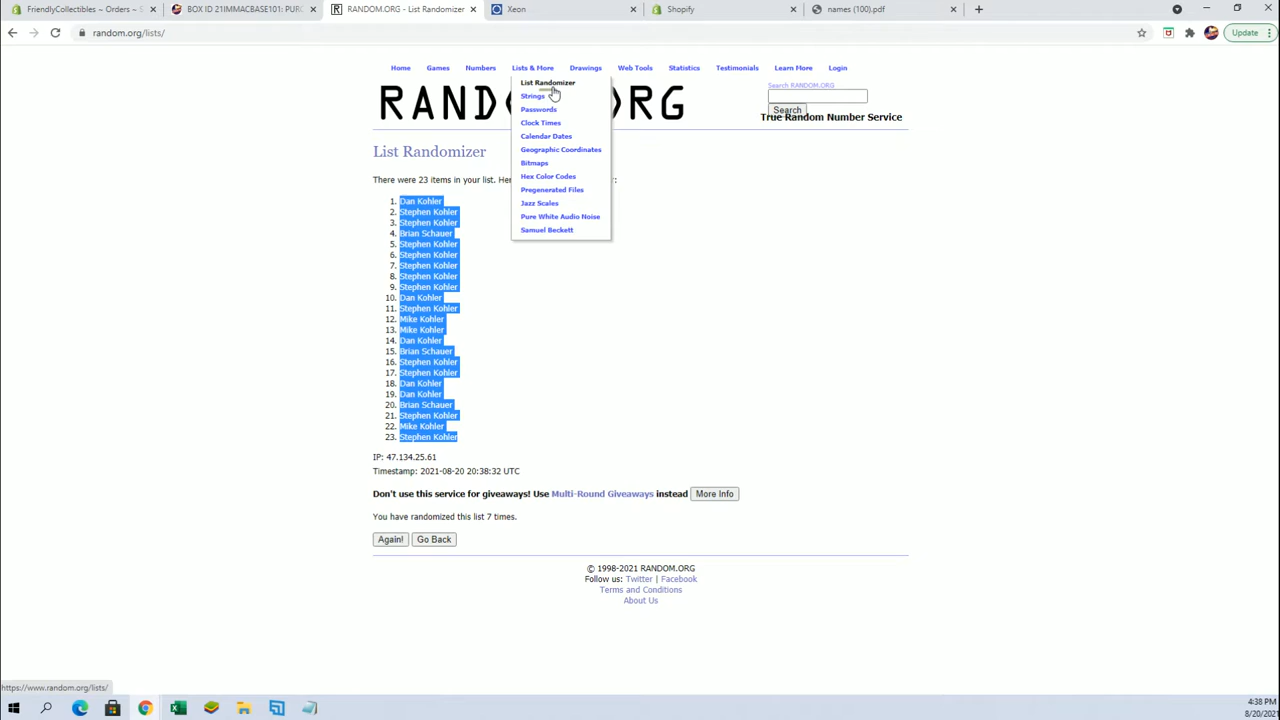 FriendlyCollectibles ~ Orders ~ S
BOX ID 21IMMACBASE101: PURC
RANDOM.ORG - List Randomizer
Xeon
Shopify
names (100).pdf
random.org/lists/
Update
Home
Games
Numbers
Lists & More
Drawings
Web Tools
Statistics
Testimonials
Learn More
Login
List Randomizer
Strings
Passwords
Clock Times
Calendar Dates
Geographic Coordinates
Bitmaps
Hex Color Codes
Pregenerated Files
Jazz Scales
Pure White Audio Noise
Samuel Beckett
Search RANDOM.ORG
Search
True Random Number Service
List Randomizer
There were 23 items in your list. Her
1. Dan Kohler
2. Stephen Kohler
3. Stephen Kohler
4. Brian Schauer
5. Stephen Kohler
6. Stephen Kohler
7. Stephen Kohler
8. Stephen Kohler
9. Stephen Kohler
10. Dan Kohler
11. Stephen Kohler
12. Mike Kohler
13. Mike Kohler
14. Dan Kohler
15. Brian Schauer
16. Stephen Kohler
17. Stephen Kohler
18. Dan Kohler
19. Dan Kohler
20. Brian Schauer
21. Stephen Kohler
22. Mike Kohler
23. Stephen Kohler
IP: 47.134.25.61
Timestamp: 2021-08-20 20:38:32 UTC
Don't use this service for giveaways! Use Multi-Round Giveaways instead More Info
You have randomized this list 7 times.
Again! Go Back
© 1998-2021 RANDOM.ORG
Follow us: Twitter | Facebook
Terms and Conditions
About Us
https://www.random.org/lists/
4:38 PM
8/20/2021